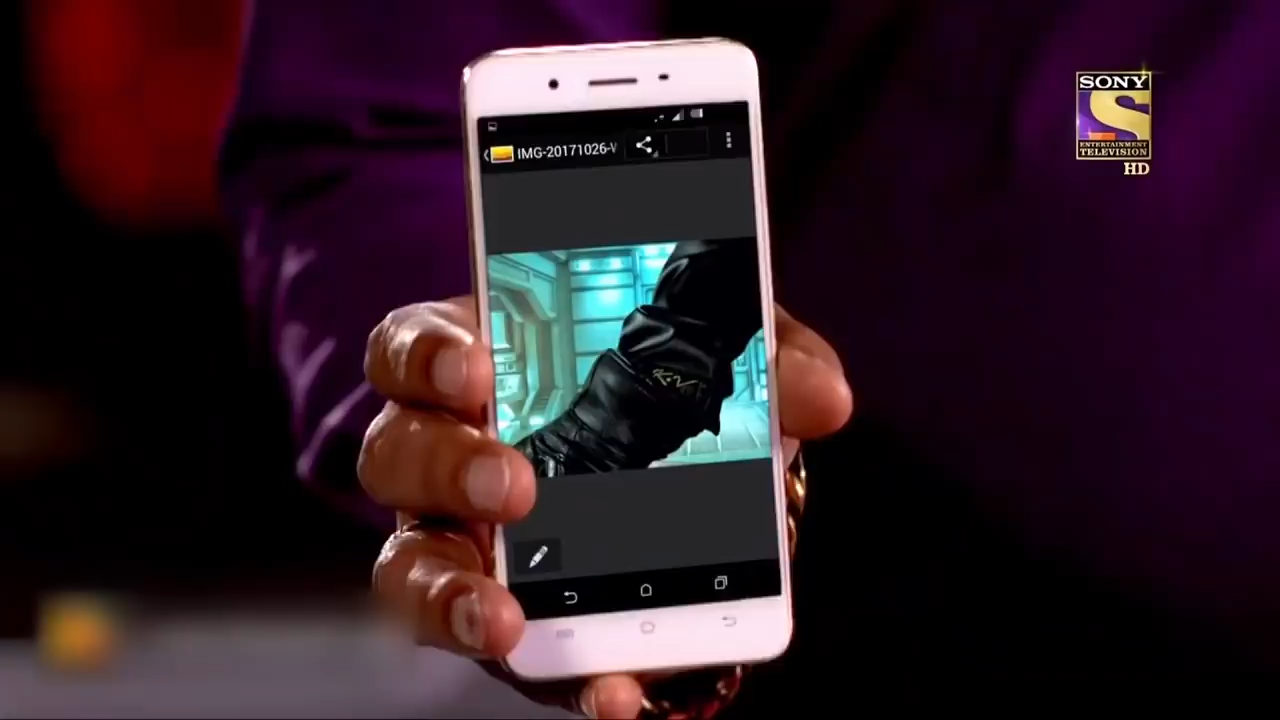 SONY
ENTERTAINMENT
TELEVISION
HD
IMG-20171026-W
K.V